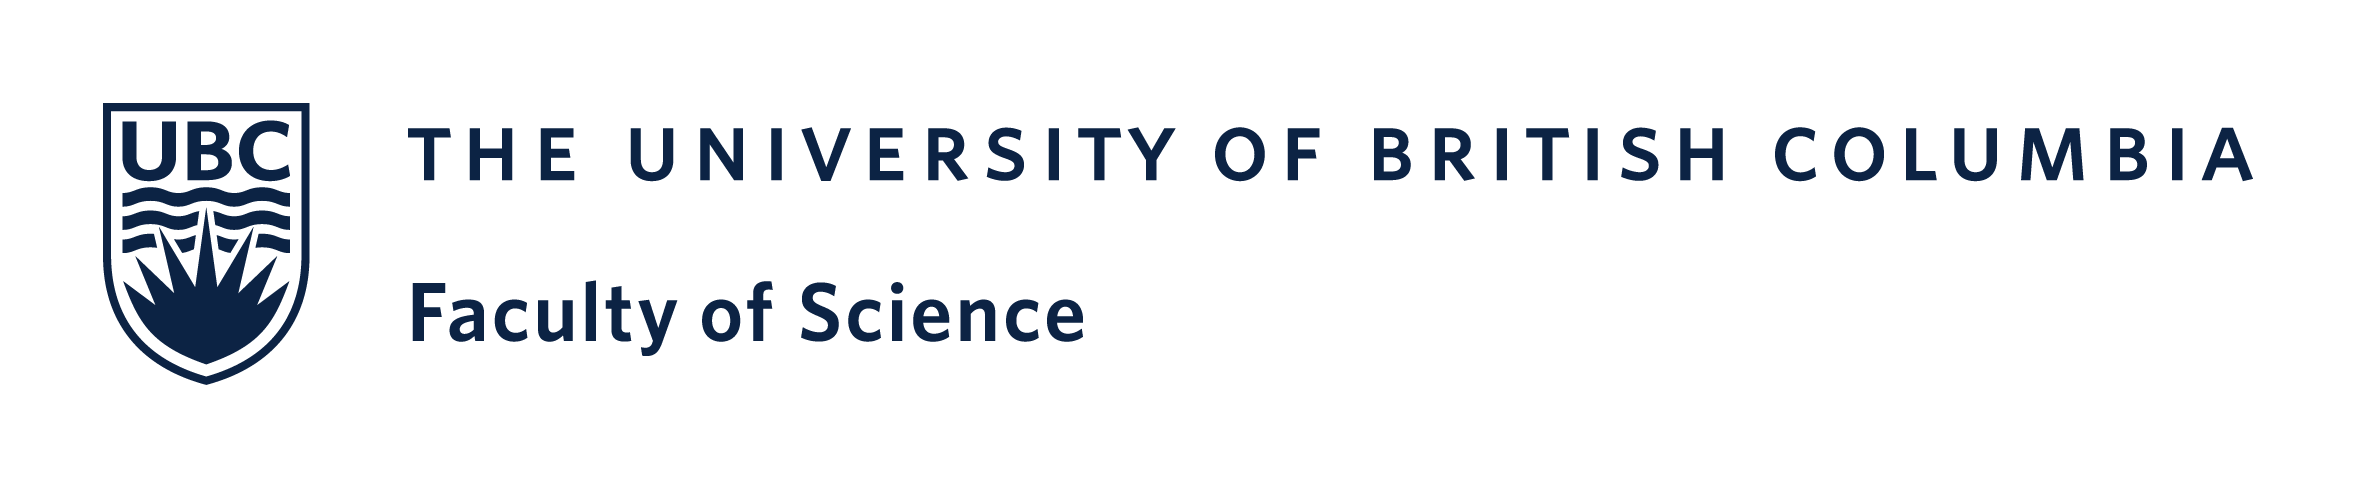 UBC
THE UNIVERSITY OF BRITISH COLUMBIA
Faculty of Science